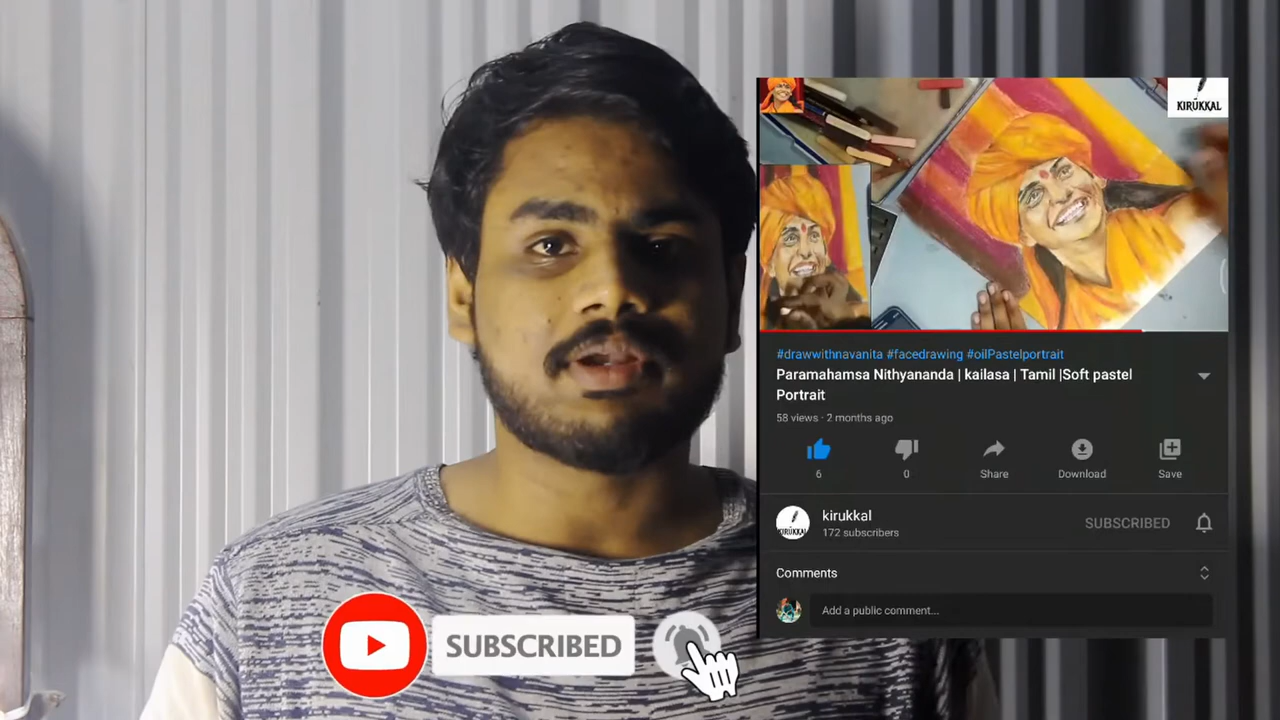 KIRUKKAL
#drawwithnavanita #facedrawing #oilPastelportrait
Paramahamsa Nithyananda | kailasa | Tamil |Soft pastel
Portrait
58 views · 2 months ago
6
0
Share
Download
Save
KIRUKKAL
kirukkal
172 subscribers
SUBSCRIBED
Comments
Add a public comment...
SUBSCRIBED